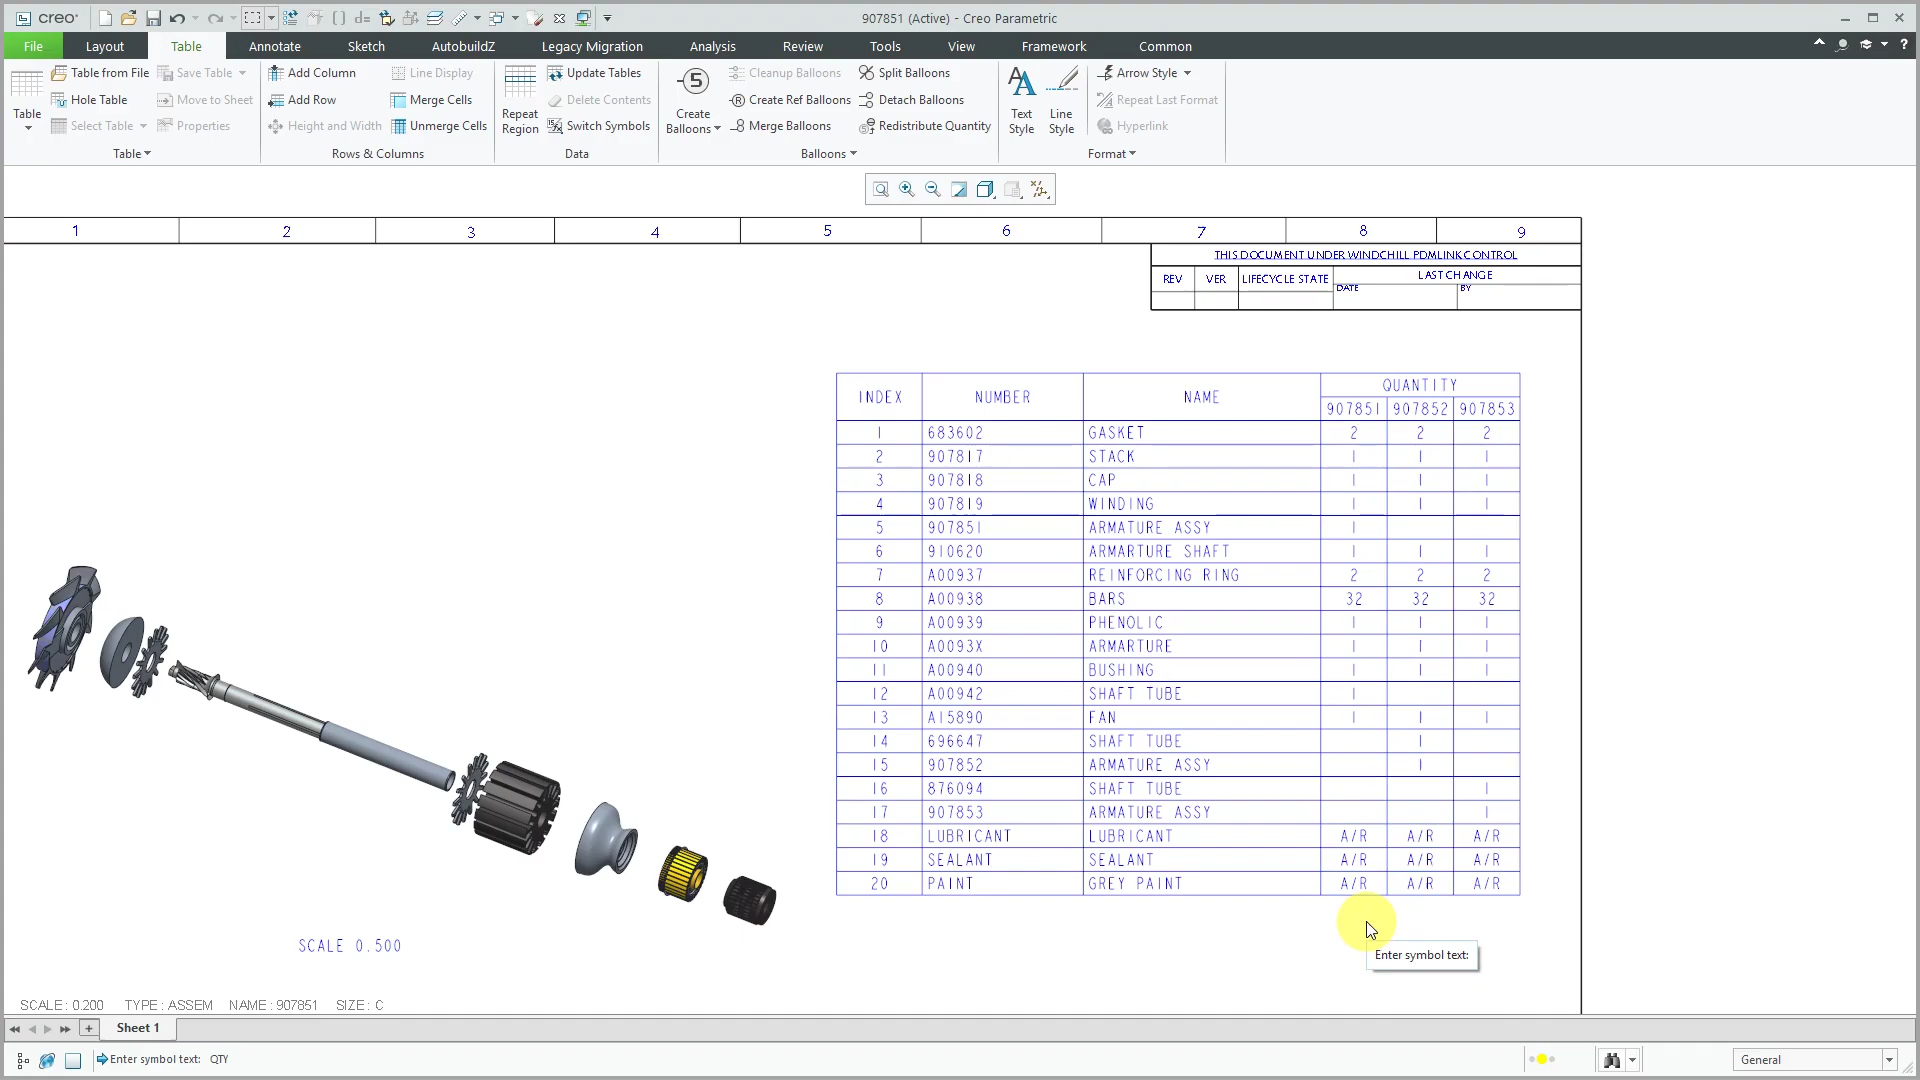 creo°
907851 (Active) - Creo Parametric
File Layout Table Annotate Sketch AutobuildZ Legacy Migration Analysis Review Tools View Framework Common
Table from File Save Table Add Column Line Display Update Tables Cleanup Balloons Split Balloons Arrow Style
Hole Table Move to Sheet Add Row Merge Cells Delete Contents Create Ref Balloons Detach Balloons Repeat Last Format
Table Repeat Region Create Balloons Text Style Line Style
Select Table Properties Height and Width Unmerge Cells Switch Symbols Merge Balloons Redistribute Quantity Hyperlink
Table Rows & Columns Data Balloons Format
1 2 3 4 5 6 7 8 9
THIS DOCUMENT UNDER WINDCHILL PDMLINK CONTROL
REV VER LIFECYCLE STATE LAST CHANGE
DATE BY
INDEX NUMBER NAME QUANTITY
907851 907852 907853
1 683602 GASKET 2 2 2
2 907817 STACK 1 1 1
3 907818 CAP 1 1 1
4 907819 WINDING 1 1 1
5 907851 ARMATURE ASSY 1
6 910620 ARMARTURE SHAFT 1 1 1
7 A00937 REINFORCING RING 2 2 2
8 A00938 BARS 32 32 32
9 A00939 PHENOLIC 1 1 1
10 A0093X ARMARTURE 1 1 1
11 A00940 BUSHING 1 1 1
12 A00942 SHAFT TUBE 1
13 A15890 FAN 1 1 1
14 696647 SHAFT TUBE 1
15 907852 ARMATURE ASSY 1
16 876094 SHAFT TUBE 1
17 907853 ARMATURE ASSY 1
18 LUBRICANT LUBRICANT A/R A/R A/R
19 SEALANT SEALANT A/R A/R A/R
20 PAINT GREY PAINT A/R A/R A/R
SCALE 0.500
Enter symbol text:
SCALE : 0.200 TYPE : ASSEM NAME : 907851 SIZE : C
Sheet 1
Enter symbol text: QTY
General